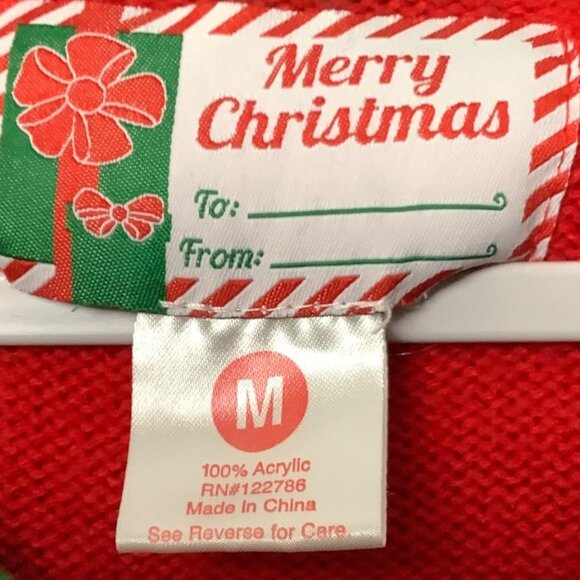 Merry
Christmas
To:
From:
M
100% Acrylic
RN#122786
Made in China
See Reverse for Care